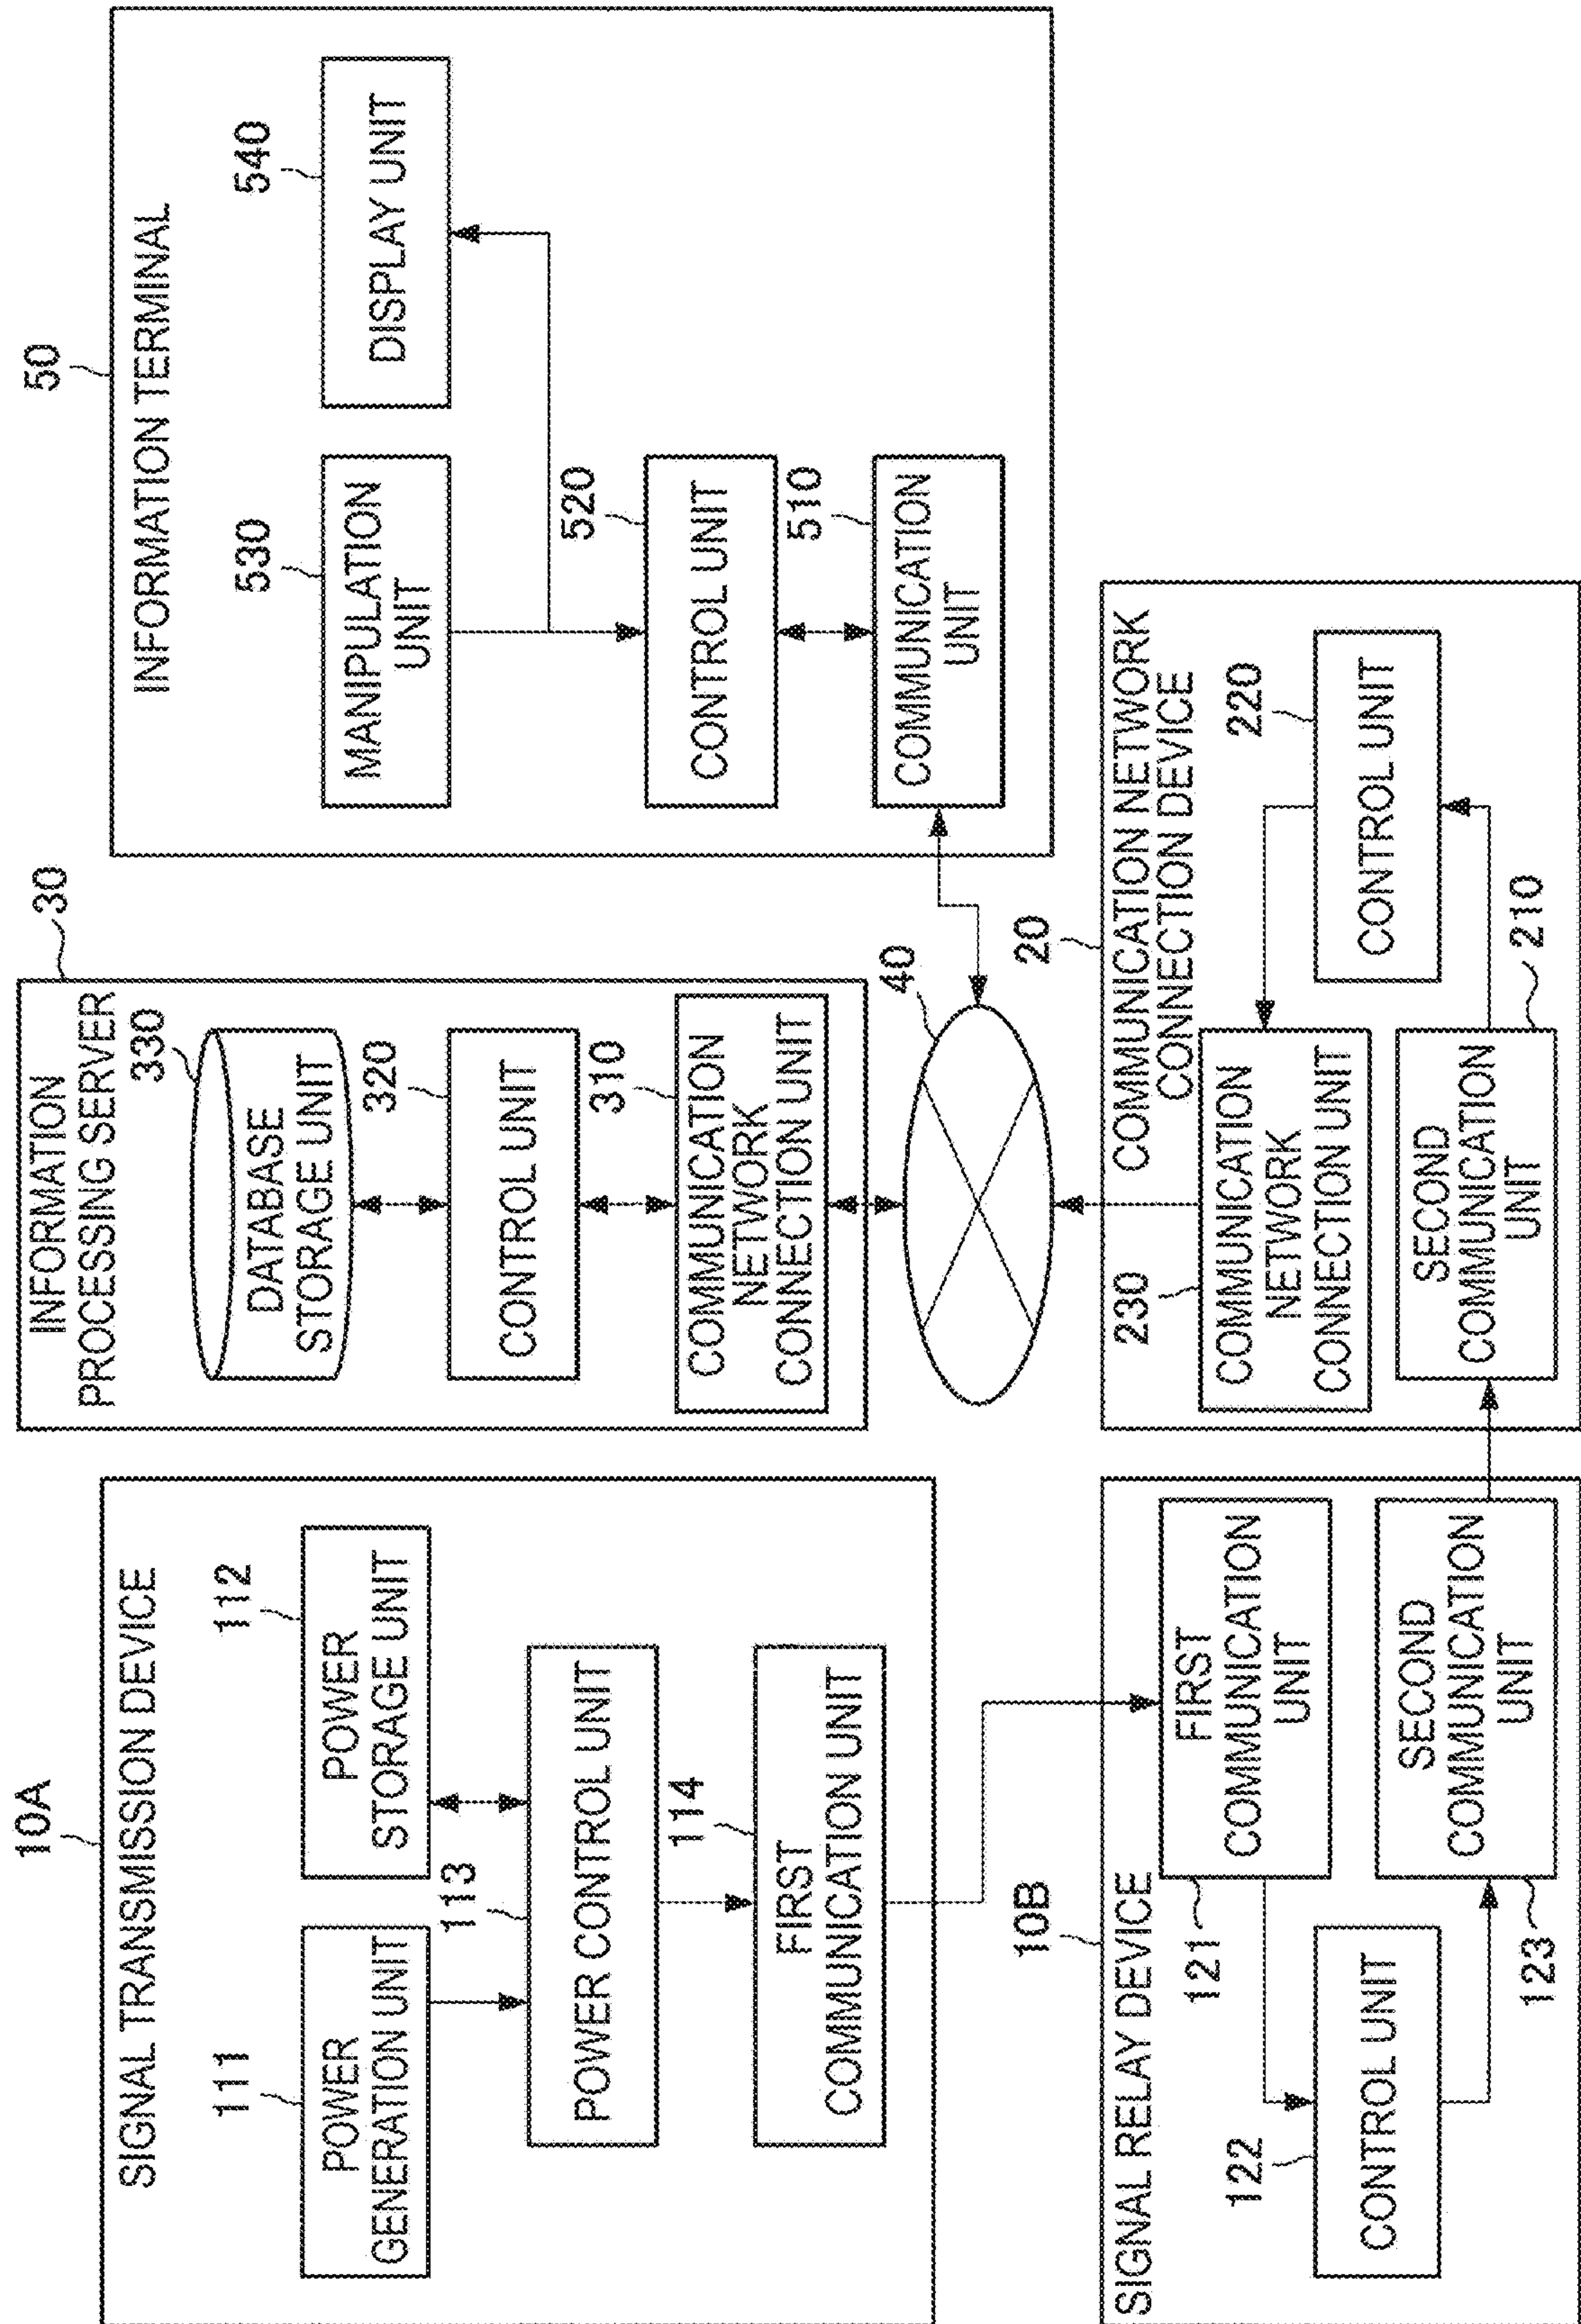 10A
SIGNAL TRANSMISSION DEVICE
111
POWER
GENERATION UNIT
112
POWER
STORAGE UNIT
113
POWER CONTROL UNIT
114
FIRST
COMMUNICATION UNIT
30
INFORMATION
PROCESSING SERVER
330
DATABASE
STORAGE UNIT
320
CONTROL UNIT
310
COMMUNICATION
NETWORK
CONNECTION UNIT
40
50
INFORMATION TERMINAL
530
MANIPULATION
UNIT
540
DISPLAY UNIT
520
CONTROL UNIT
510
COMMUNICATION
UNIT
10B
SIGNAL RELAY DEVICE
121
FIRST
COMMUNICATION
UNIT
122
CONTROL UNIT
123
SECOND
COMMUNICATION
UNIT
20
COMMUNICATION NETWORK
CONNECTION DEVICE
230
COMMUNICATION
NETWORK
CONNECTION UNIT
220
CONTROL UNIT
SECOND
COMMUNICATION
UNIT
210